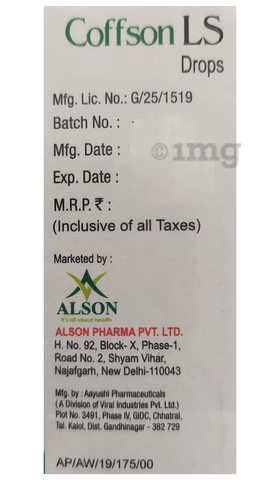 Coffson LS
Drops
Mfg. Lic. No.: G/25/1519
Batch No. :
Mfg. Date :
1mg
Exp. Date :
M.R.P. ₹ :
(Inclusive of all Taxes)
Marketed by :
ALSON
It's all about health
ALSON PHARMA PVT. LTD.
H. No. 92, Block- X, Phase-1,
Road No. 2, Shyam Vihar,
Najafgarh, New Delhi-110043
Mfg. by : Aayushi Pharmaceuticals
(A Division of Viral Industries Pvt. Ltd.)
Plot No. 3491, Phase IV, GIDC, Chhatral,
Tal. Kalol, Dist. Gandhinagar - 382 729
AP/AW/19/175/00